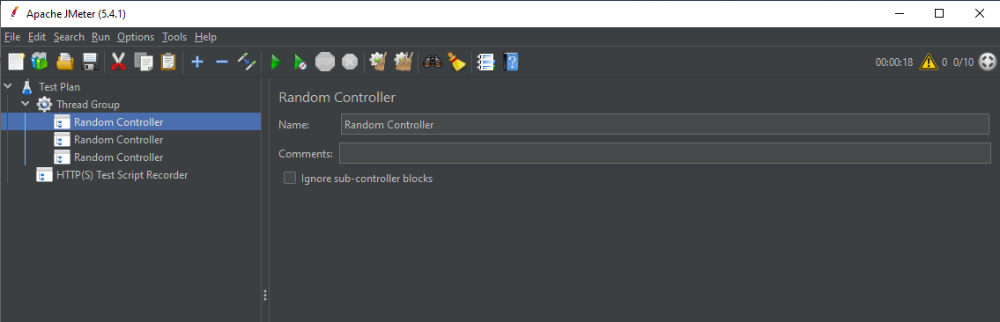 Apache JMeter (5.4.1)
File Edit Search Run Options Tools Help
STOP 00:00:18 0 0/10
Test Plan
Thread Group
Random Controller
Random Controller
Random Controller
HTTP(S) Test Script Recorder
Random Controller
Name: Random Controller
Comments:
Ignore sub-controller blocks